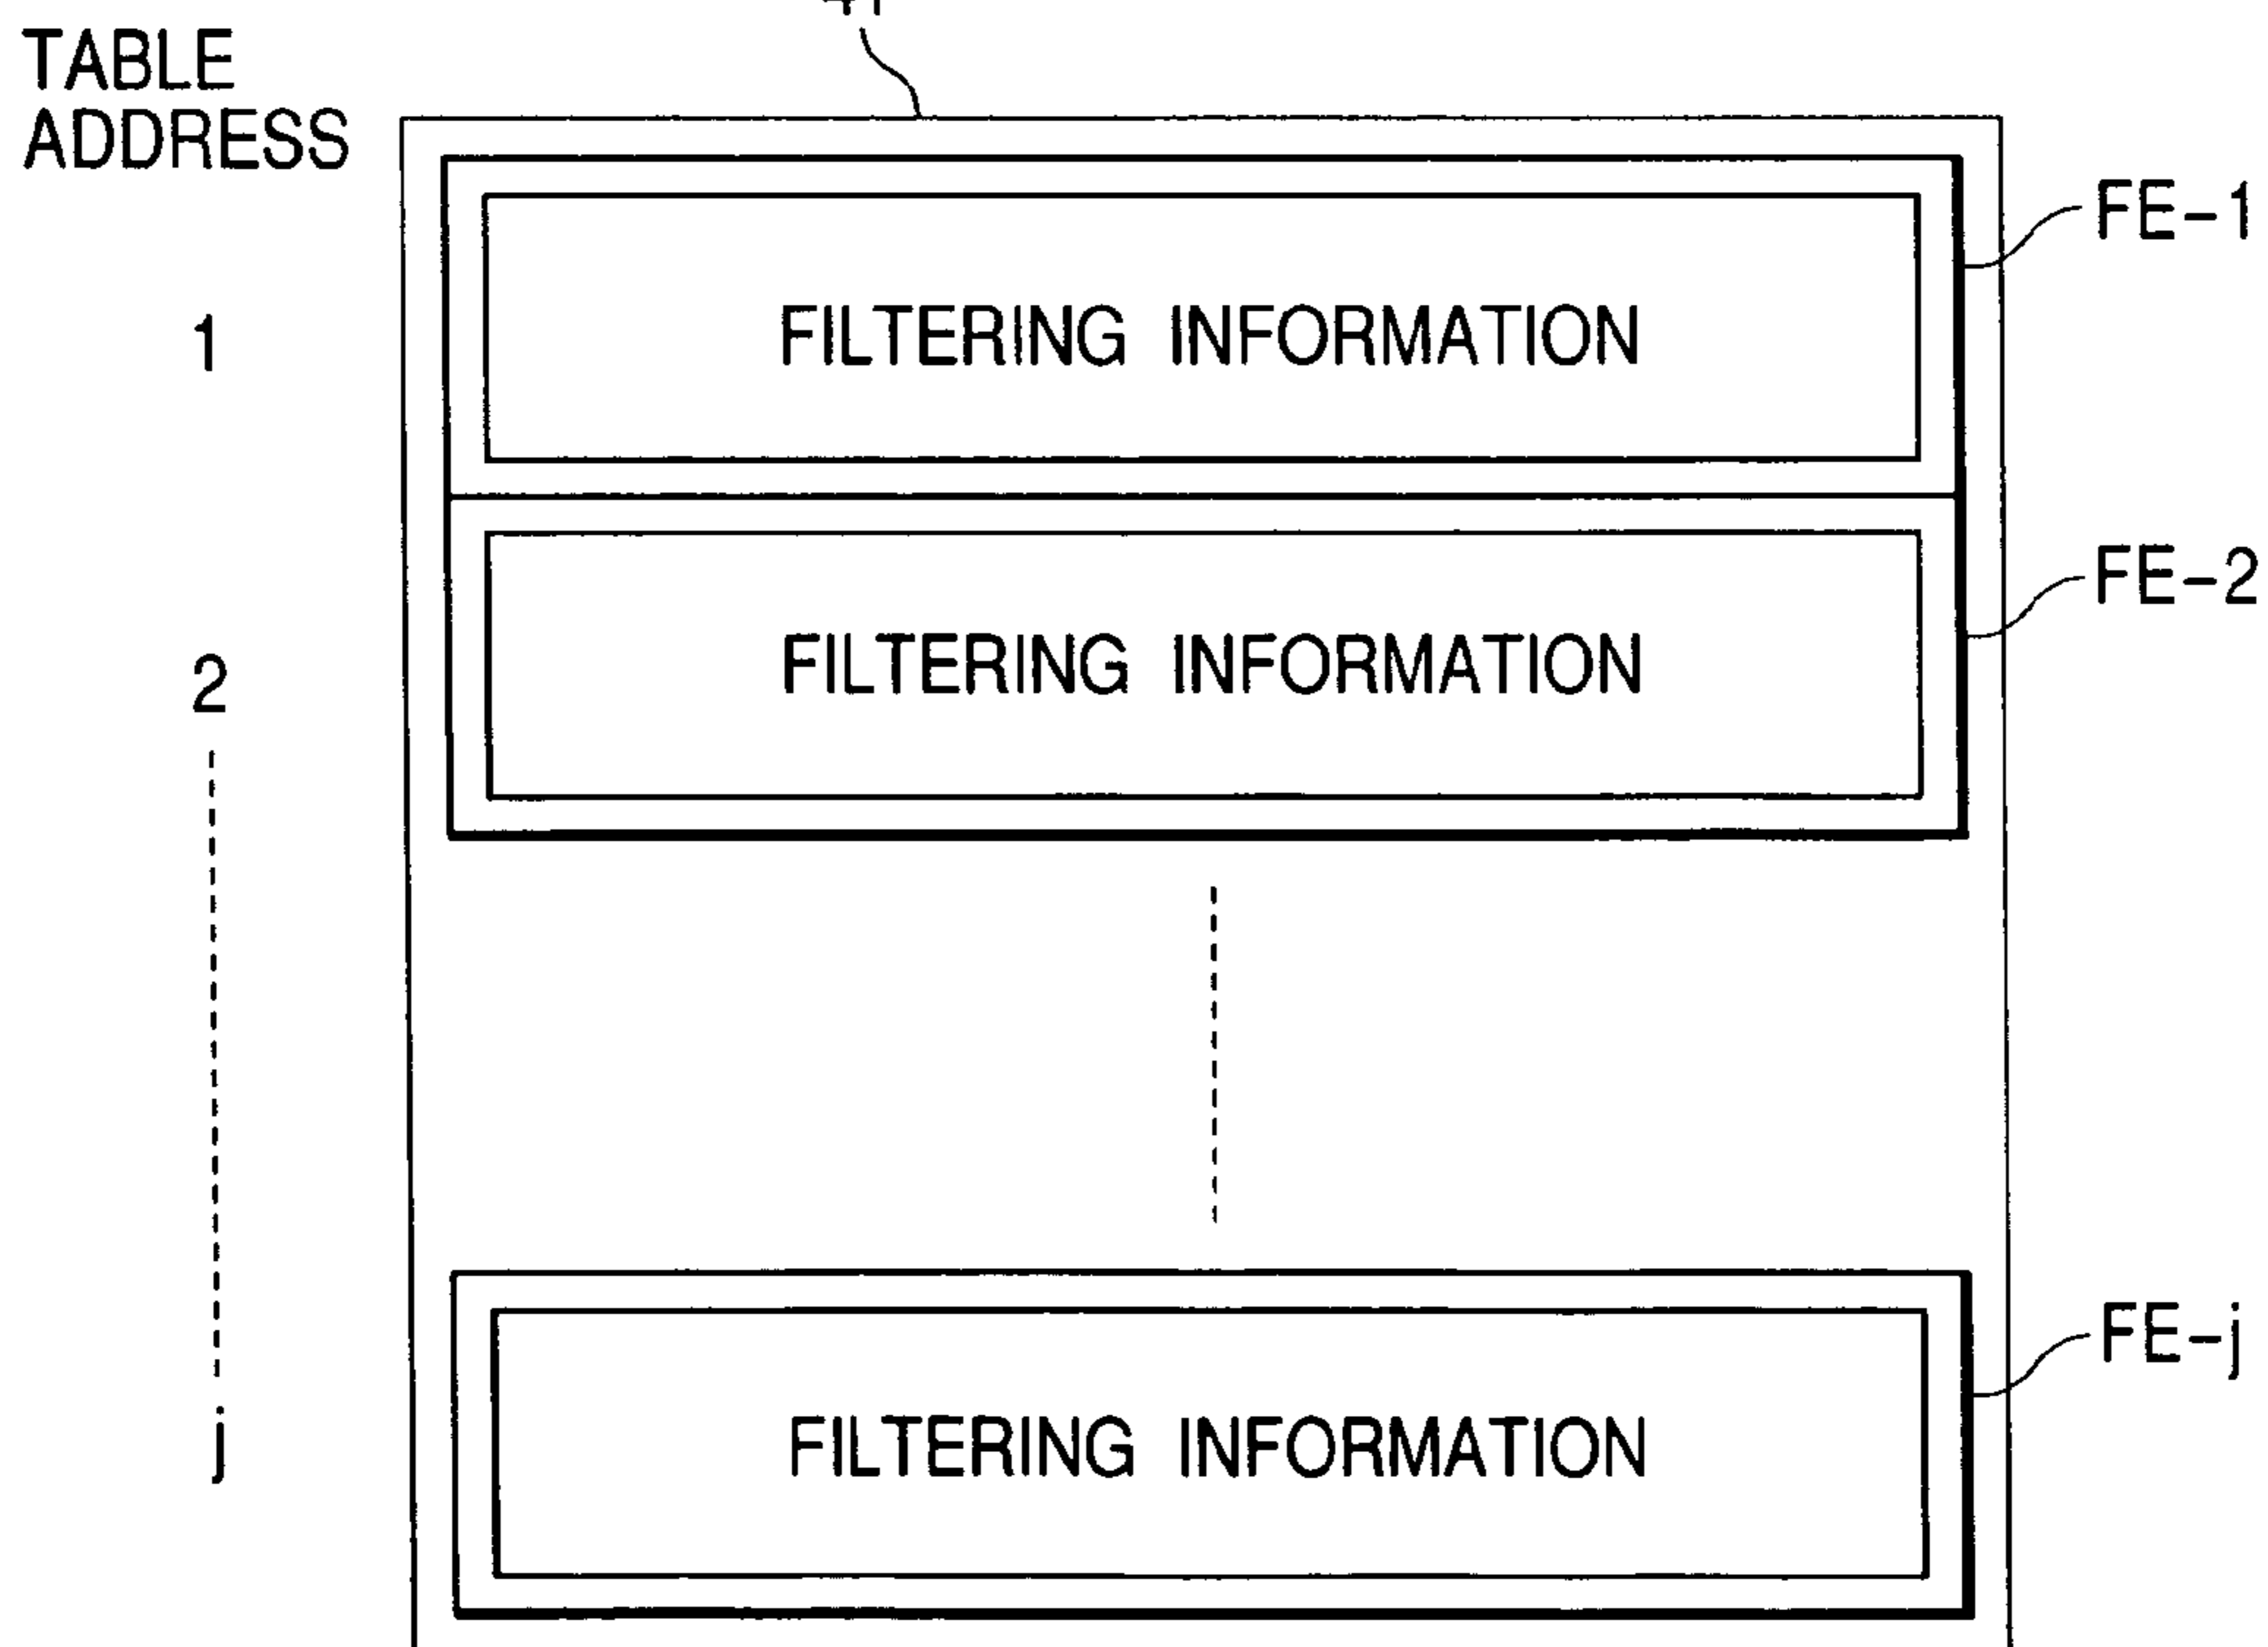 TABLE
ADDRESS
FE-1
1
FILTERING INFORMATION
FE-2
2
FILTERING INFORMATION
FE-j
j
FILTERING INFORMATION